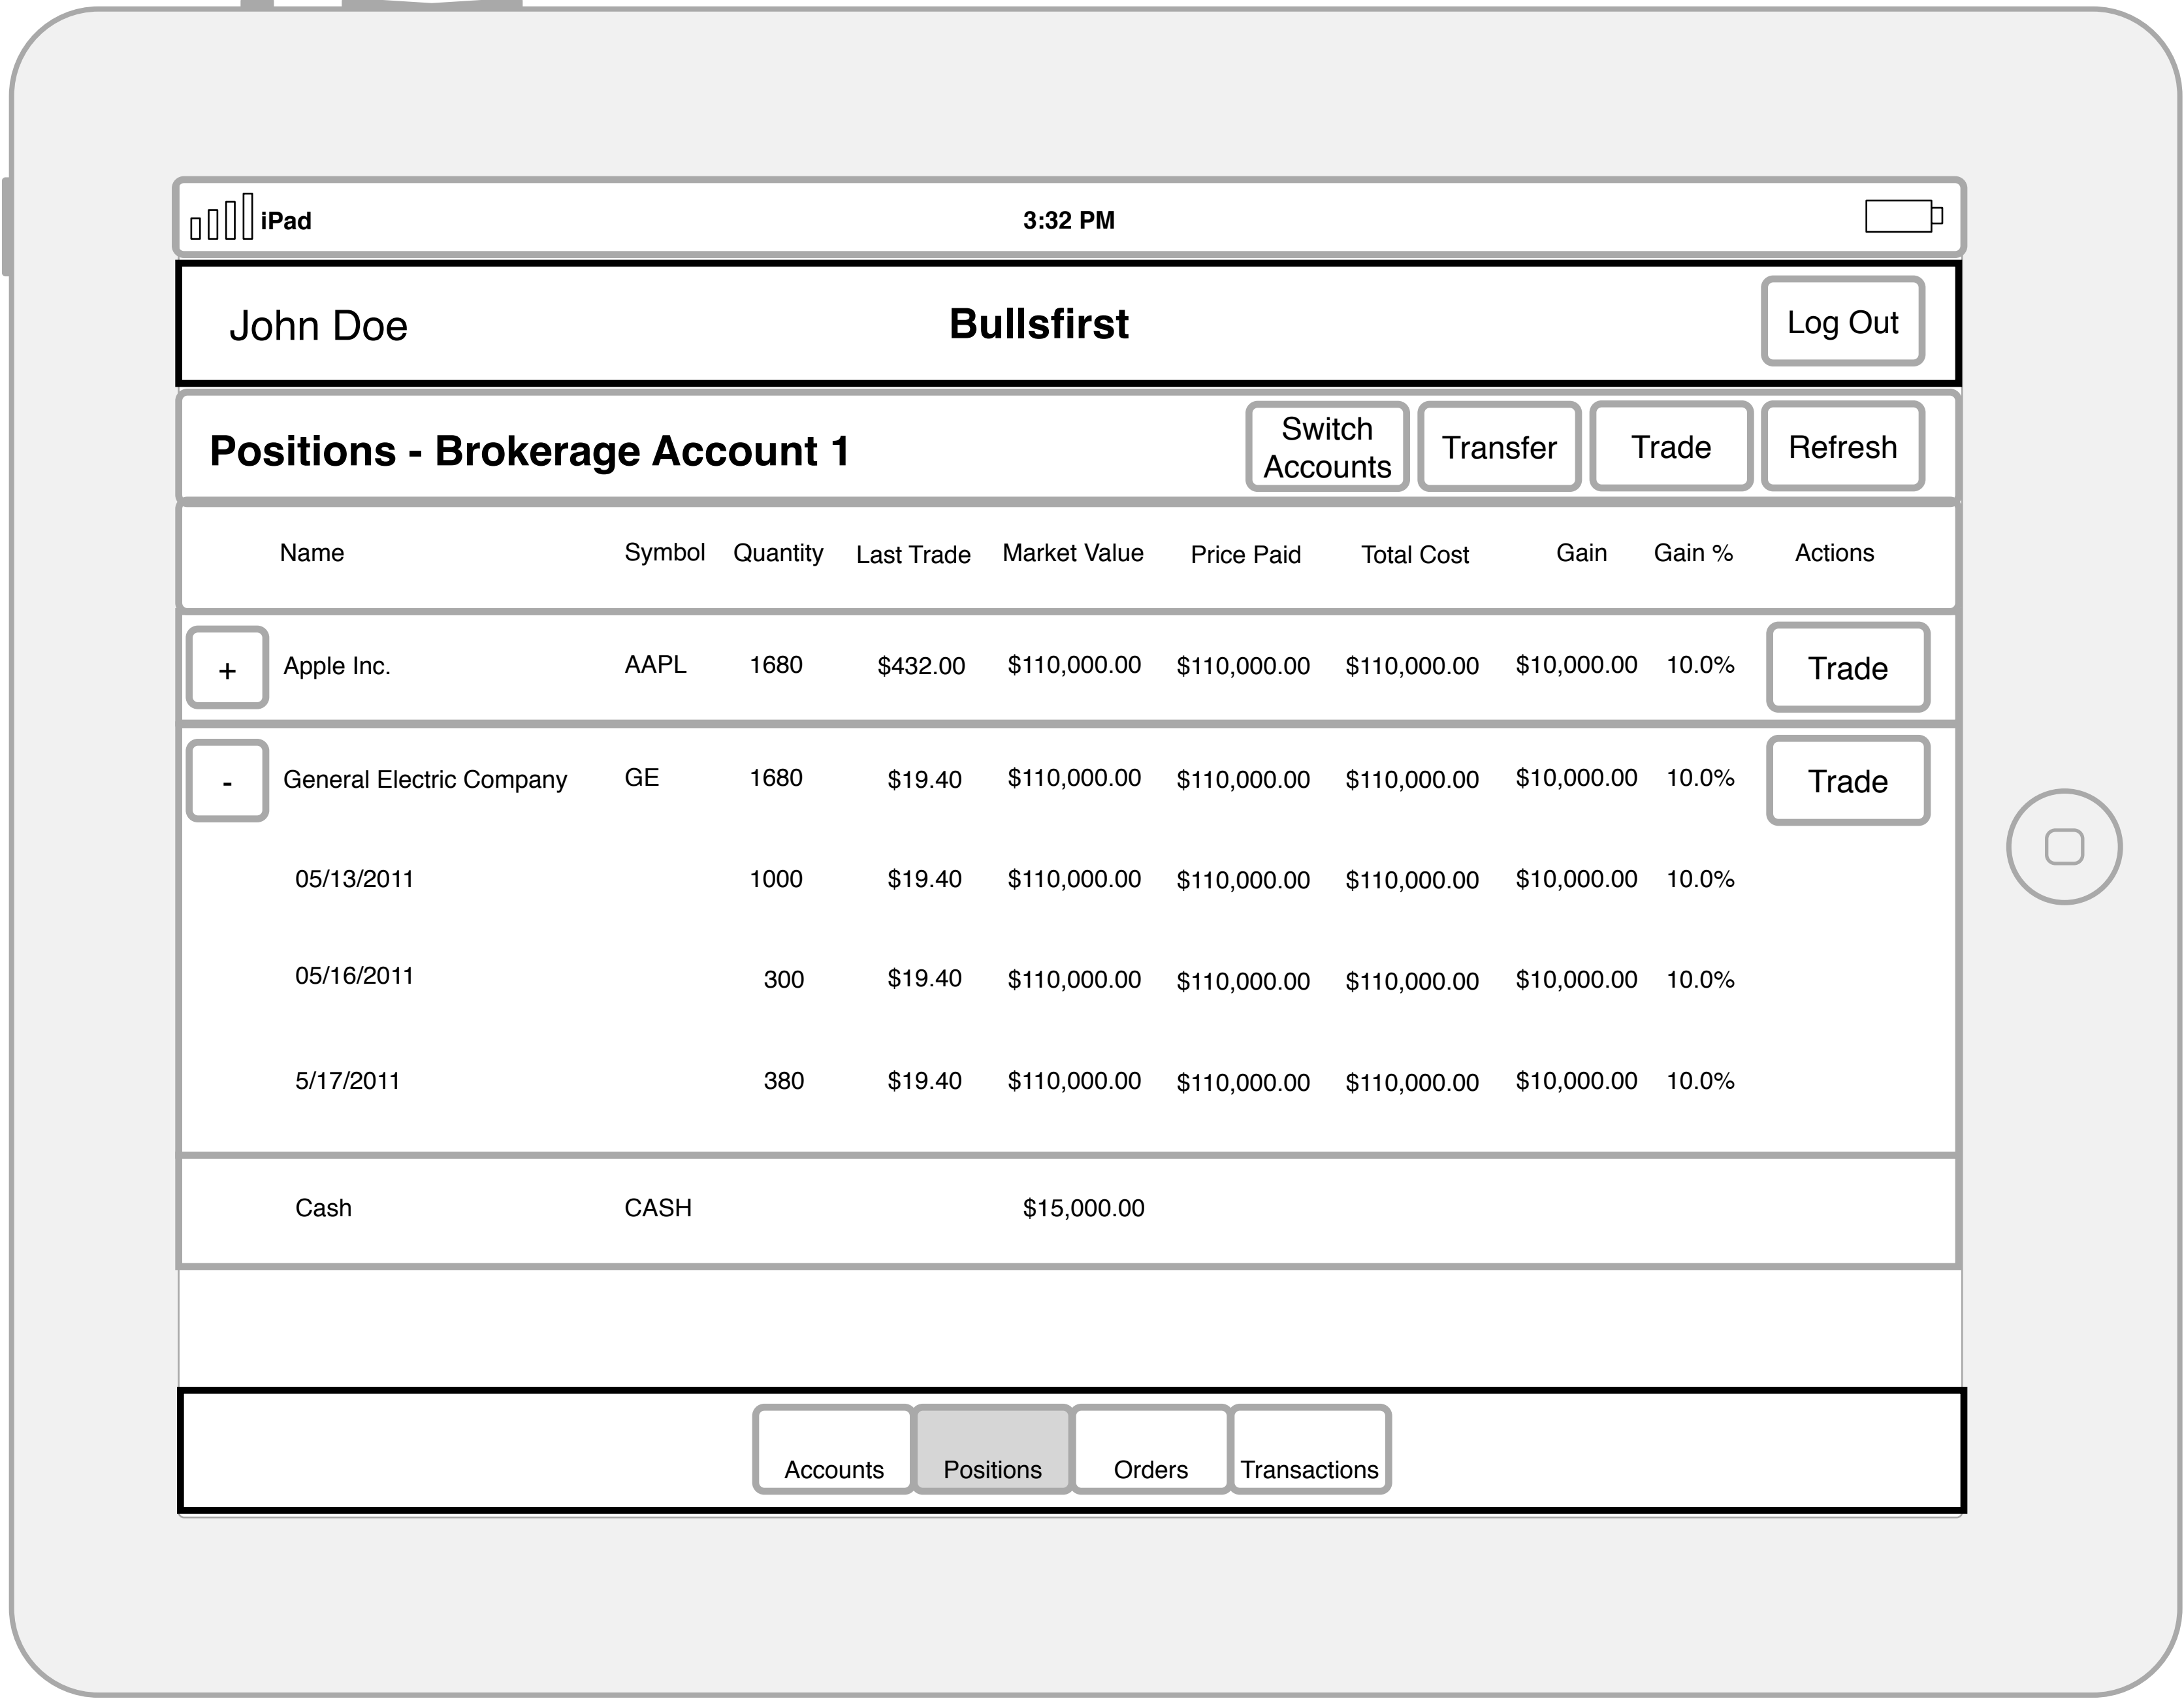 iPad 3:32 PM
John Doe Bullsfirst Log Out
Positions - Brokerage Account 1 Switch Accounts Transfer Trade Refresh
Name Symbol Quantity Last Trade Market Value Price Paid Total Cost Gain Gain % Actions
+ Apple Inc. AAPL 1680 $432.00 $110,000.00 $110,000.00 $110,000.00 $10,000.00 10.0% Trade
- General Electric Company GE 1680 $19.40 $110,000.00 $110,000.00 $110,000.00 $10,000.00 10.0% Trade
05/13/2011 1000 $19.40 $110,000.00 $110,000.00 $110,000.00 $10,000.00 10.0%
05/16/2011 300 $19.40 $110,000.00 $110,000.00 $110,000.00 $10,000.00 10.0%
5/17/2011 380 $19.40 $110,000.00 $110,000.00 $110,000.00 $10,000.00 10.0%
Cash CASH $15,000.00
Accounts Positions Orders Transactions